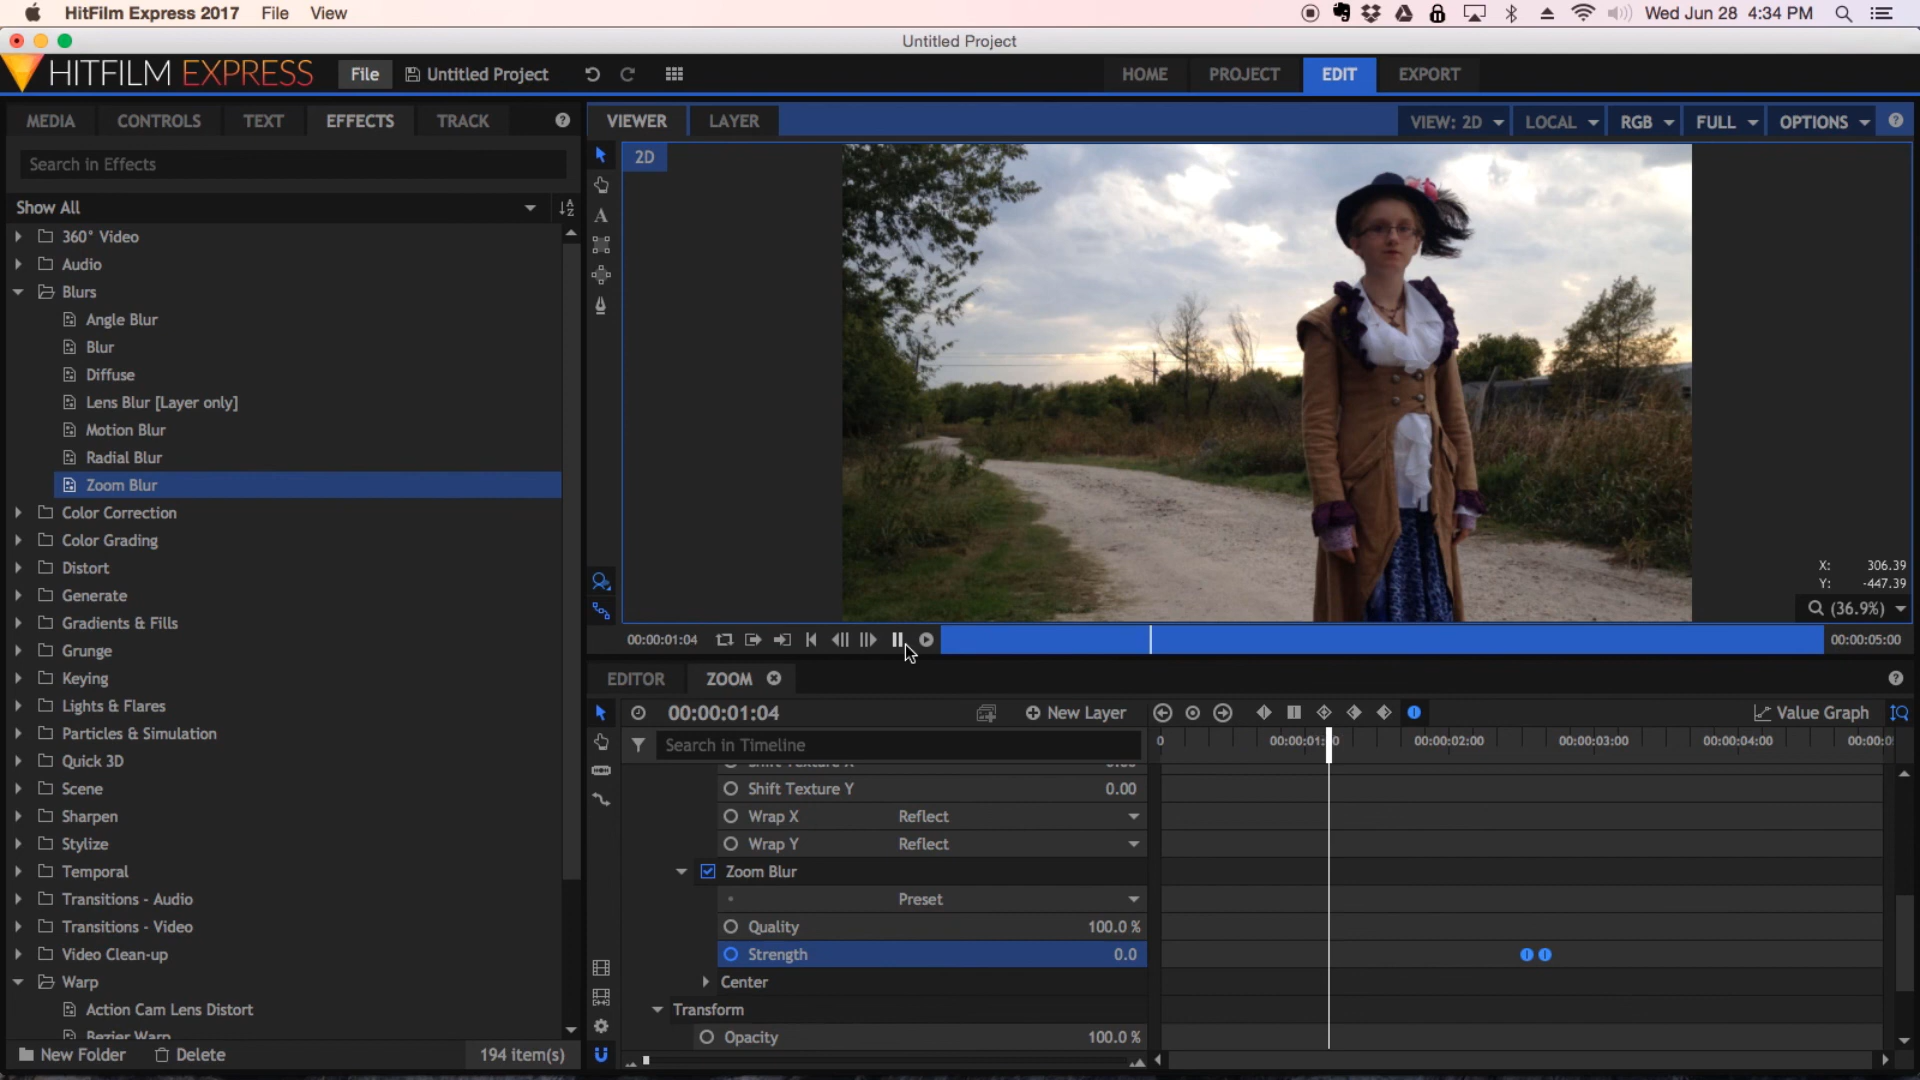 HitFilm Express 2017 File View Wed Jun 28 4:34 PM
Untitled Project
HITFILM EXPRESS File Untitled Project HOME PROJECT EDIT EXPORT
MEDIA CONTROLS TEXT EFFECTS TRACK
Search in Effects
Show All
360° Video
Audio
Blurs
Angle Blur
Blur
Diffuse
Lens Blur [Layer only]
Motion Blur
Radial Blur
Zoom Blur
Color Correction
Color Grading
Distort
Generate
Gradients & Fills
Grunge
Keying
Lights & Flares
Particles & Simulation
Quick 3D
Scene
Sharpen
Stylize
Temporal
Transitions - Audio
Transitions - Video
Video Clean-up
Warp
Action Cam Lens Distort
Bezier Warp
New Folder Delete 194 item(s)
VIEWER LAYER VIEW: 2D LOCAL RGB FULL OPTIONS
2D
X: 306.39
Y: -447.39
(36.9%)
00:00:01:04 00:00:05:00
EDITOR ZOOM
00:00:01:04 New Layer Value Graph
Search in Timeline
0 00:00:02:00 00:00:03:00 00:00:04:00
Shift Texture X 0.00
Shift Texture Y 0.00
Wrap X Reflect
Wrap Y Reflect
Zoom Blur
Preset
Quality 100.0 %
Strength 0.0
Center
Transform
Opacity 100.0 %